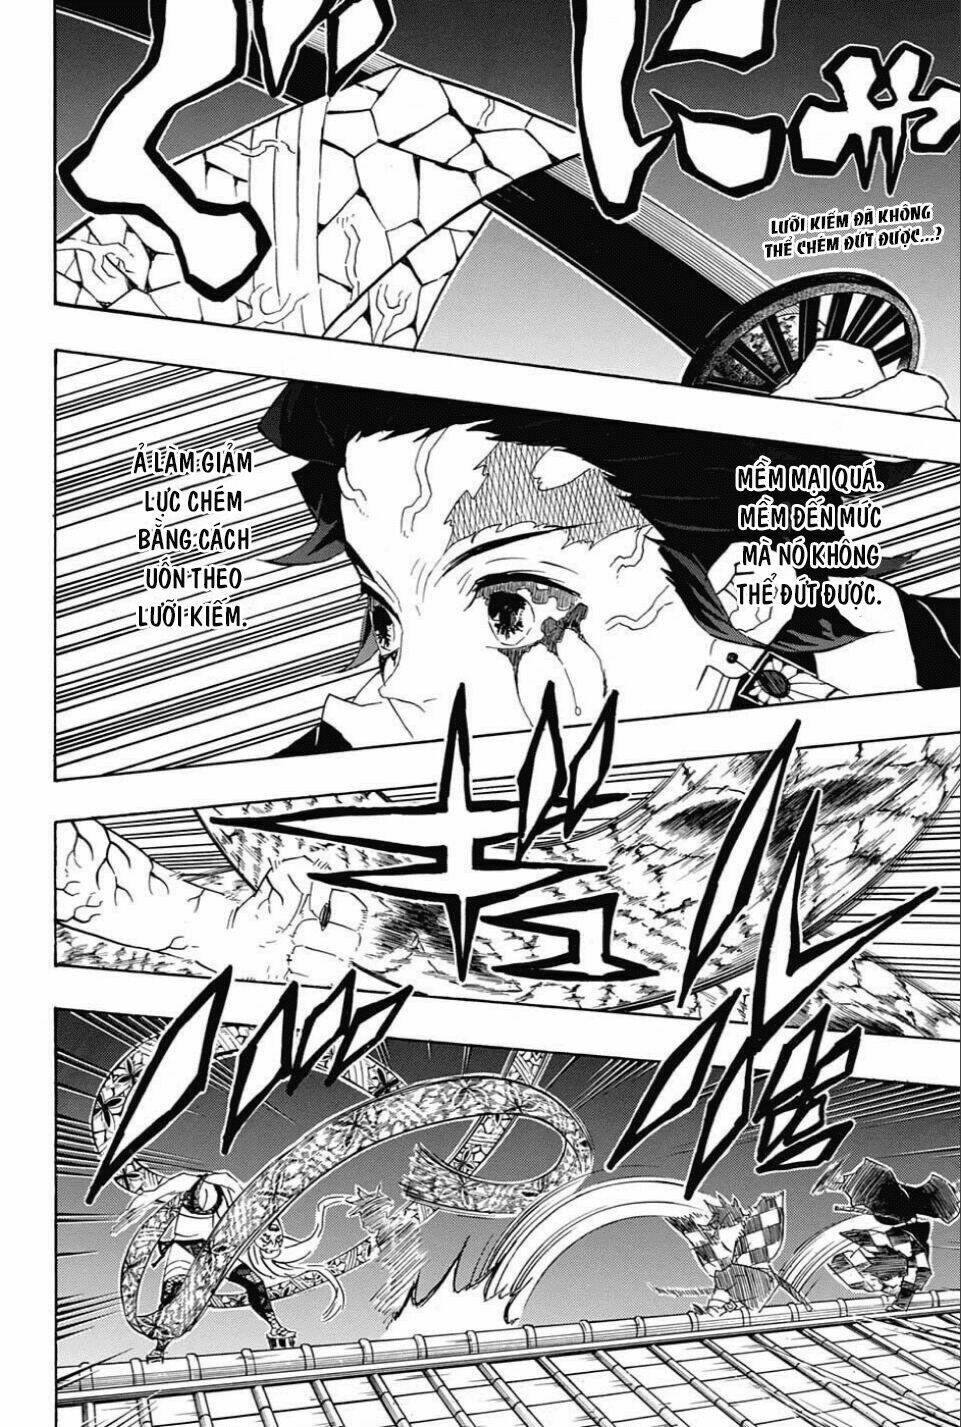 LƯỠI KIẾM ĐÃ KHÔNG
THỂ CHÉM ĐỨT ĐƯỢC...?
MỀM MẠI QUÁ.
MỀM ĐẾN MỨC
MÀ NÓ KHÔNG
THỂ ĐỨT ĐƯỢC.
Ả LÀM GIẢM
LỰC CHÉM
BẰNG CÁCH
UỐN THEO
LƯỠI KIẾM.